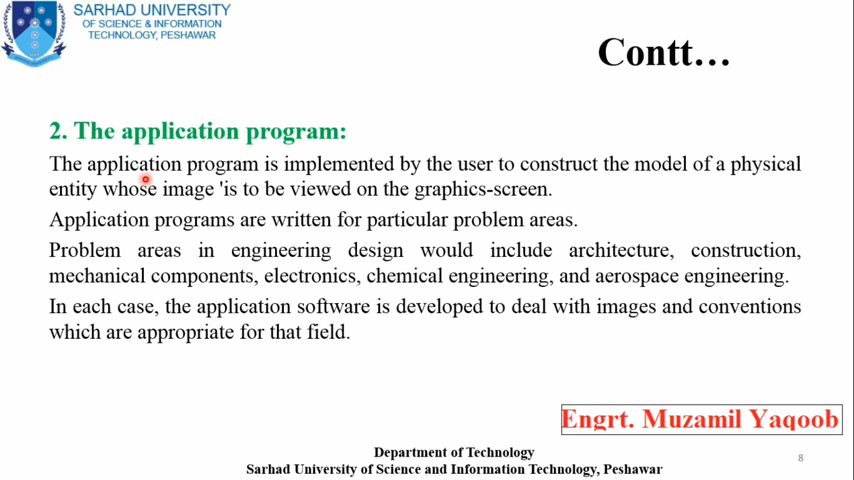 SARHAD UNIVERSITY
OF SCIENCE & INFORMATION
TECHNOLOGY, PESHAWAR
Contt…
2. The application program:
The application program is implemented by the user to construct the model of a physical
entity whose image 'is to be viewed on the graphics-screen.
Application programs are written for particular problem areas.
Problem areas in engineering design would include architecture, construction,
mechanical components, electronics, chemical engineering, and aerospace engineering.
In each case, the application software is developed to deal with images and conventions
which are appropriate for that field.
Engrt. Muzamil Yaqoob
Department of Technology
Sarhad University of Science and Information Technology, Peshawar
8